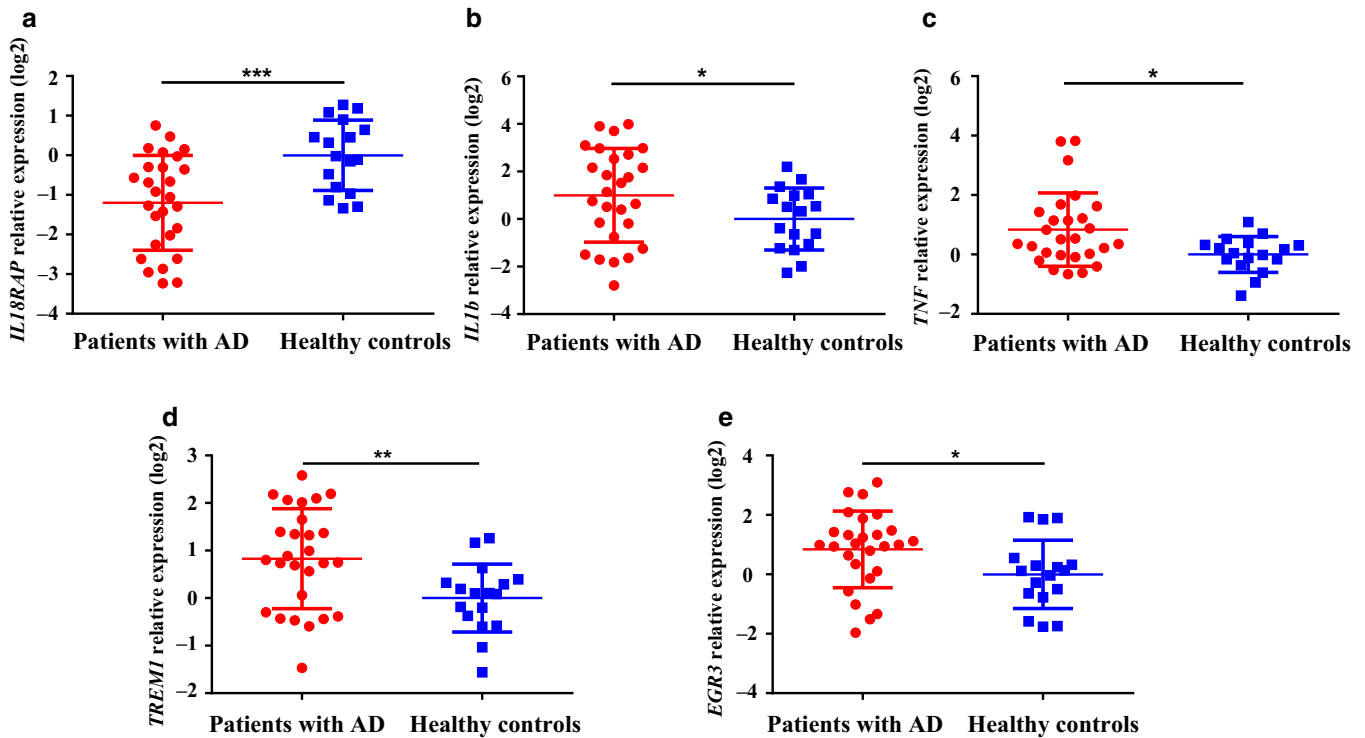 a
IL18RAP relative expression (log2)
2
1
0
−1
−2
−3
−4
***
Patients with AD
Healthy controls
b
IL1b relative expression (log2)
6
4
2
0
−2
−4
*
Patients with AD
Healthy controls
c
TNF relative expression (log2)
6
4
2
0
−2
*
Patients with AD
Healthy controls
d
TREM1 relative expression (log2)
3
2
1
0
−1
−2
**
Patients with AD
Healthy controls
e
EGR3 relative expression (log2)
4
2
0
−2
−4
*
Patients with AD
Healthy controls